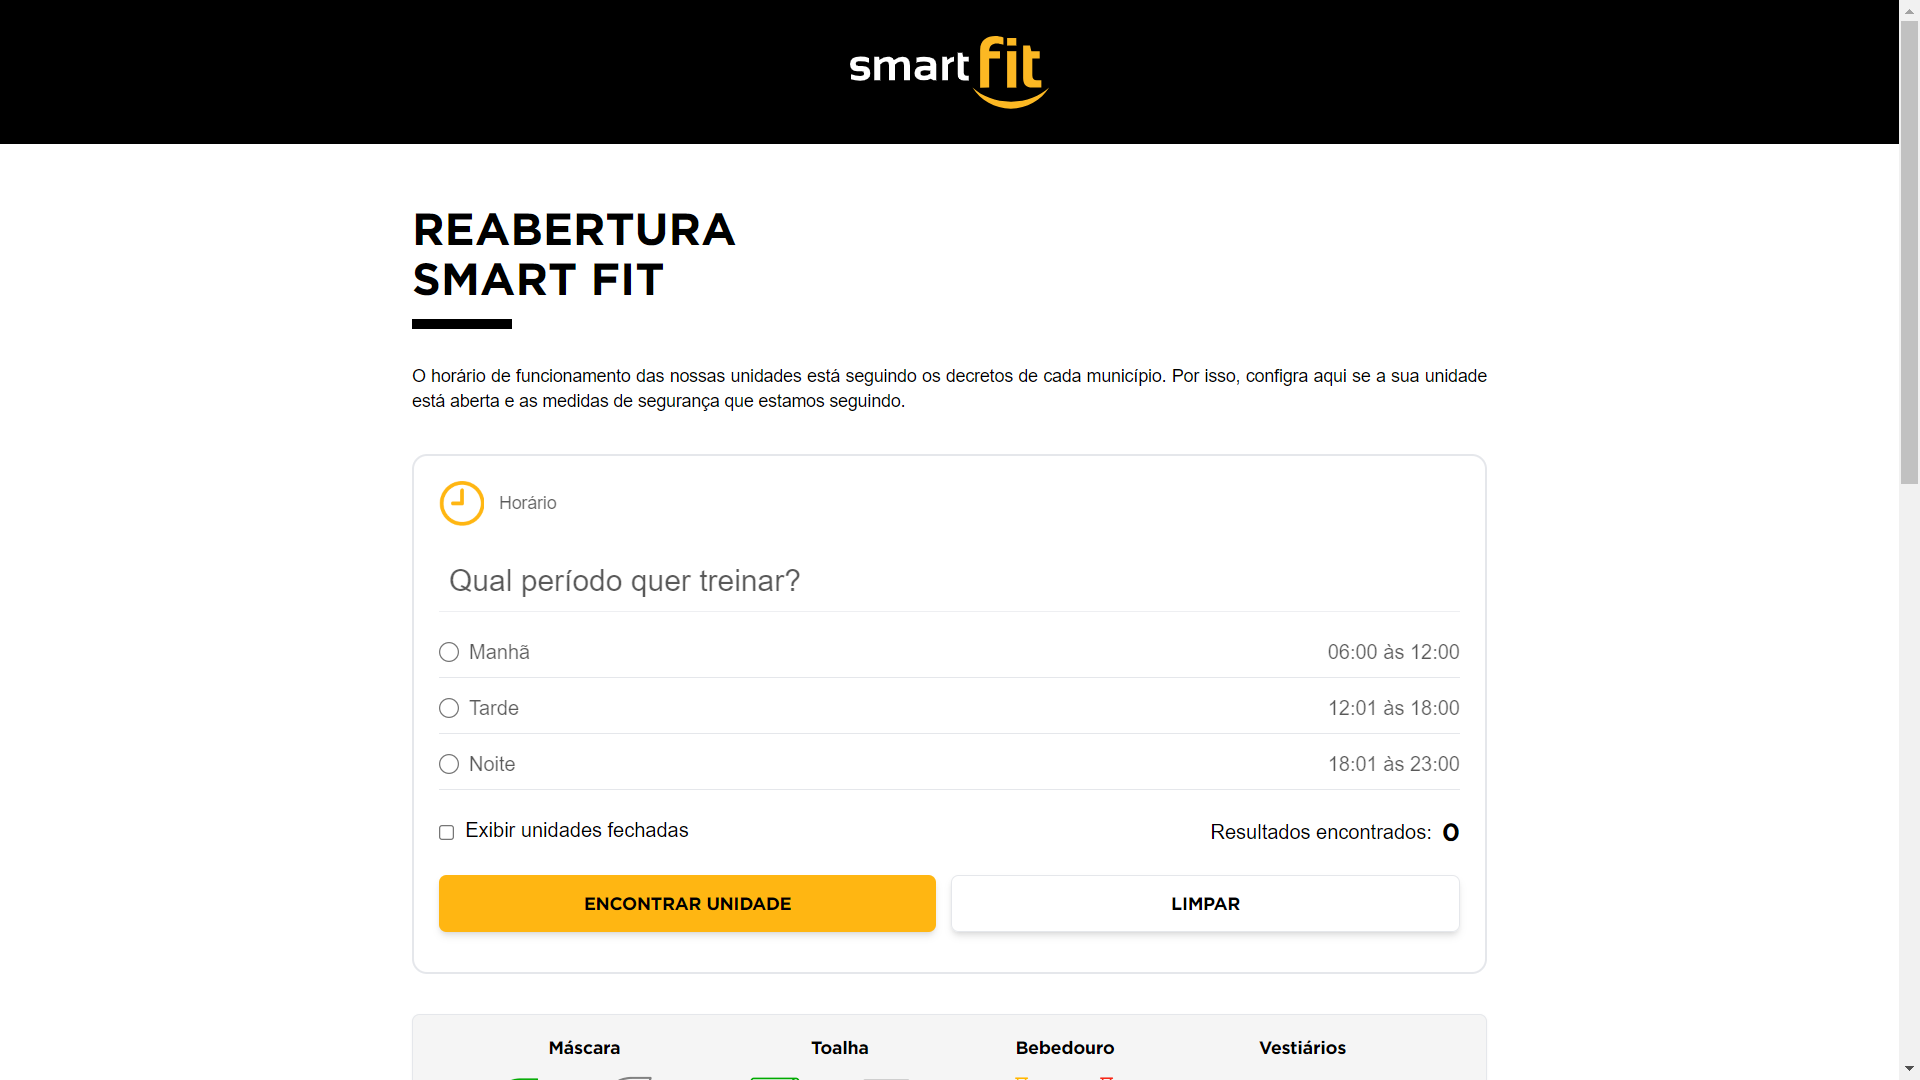 smart fit
REABERTURA
SMART FIT
O horário de funcionamento das nossas unidades está seguindo os decretos de cada município. Por isso, configra aqui se a sua unidade
está aberta e as medidas de segurança que estamos seguindo.
Horário
Qual período quer treinar?
Manhã 06:00 às 12:00
Tarde 12:01 às 18:00
Noite 18:01 às 23:00
Exibir unidades fechadas Resultados encontrados: 0
ENCONTRAR UNIDADE LIMPAR
Máscara Toalha Bebedouro Vestiários